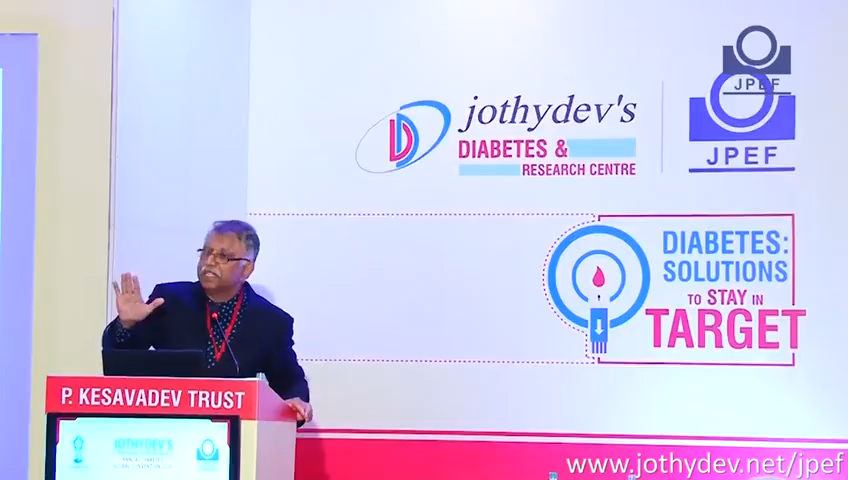 JPEF
jothydev's
DIABETES &
RESEARCH CENTRE
JPEF
DIABETES:
SOLUTIONS
TO STAY IN
TARGET
P. KESAVADEV TRUST
JOTHYDEV'S
www.jothydev.net/jpef